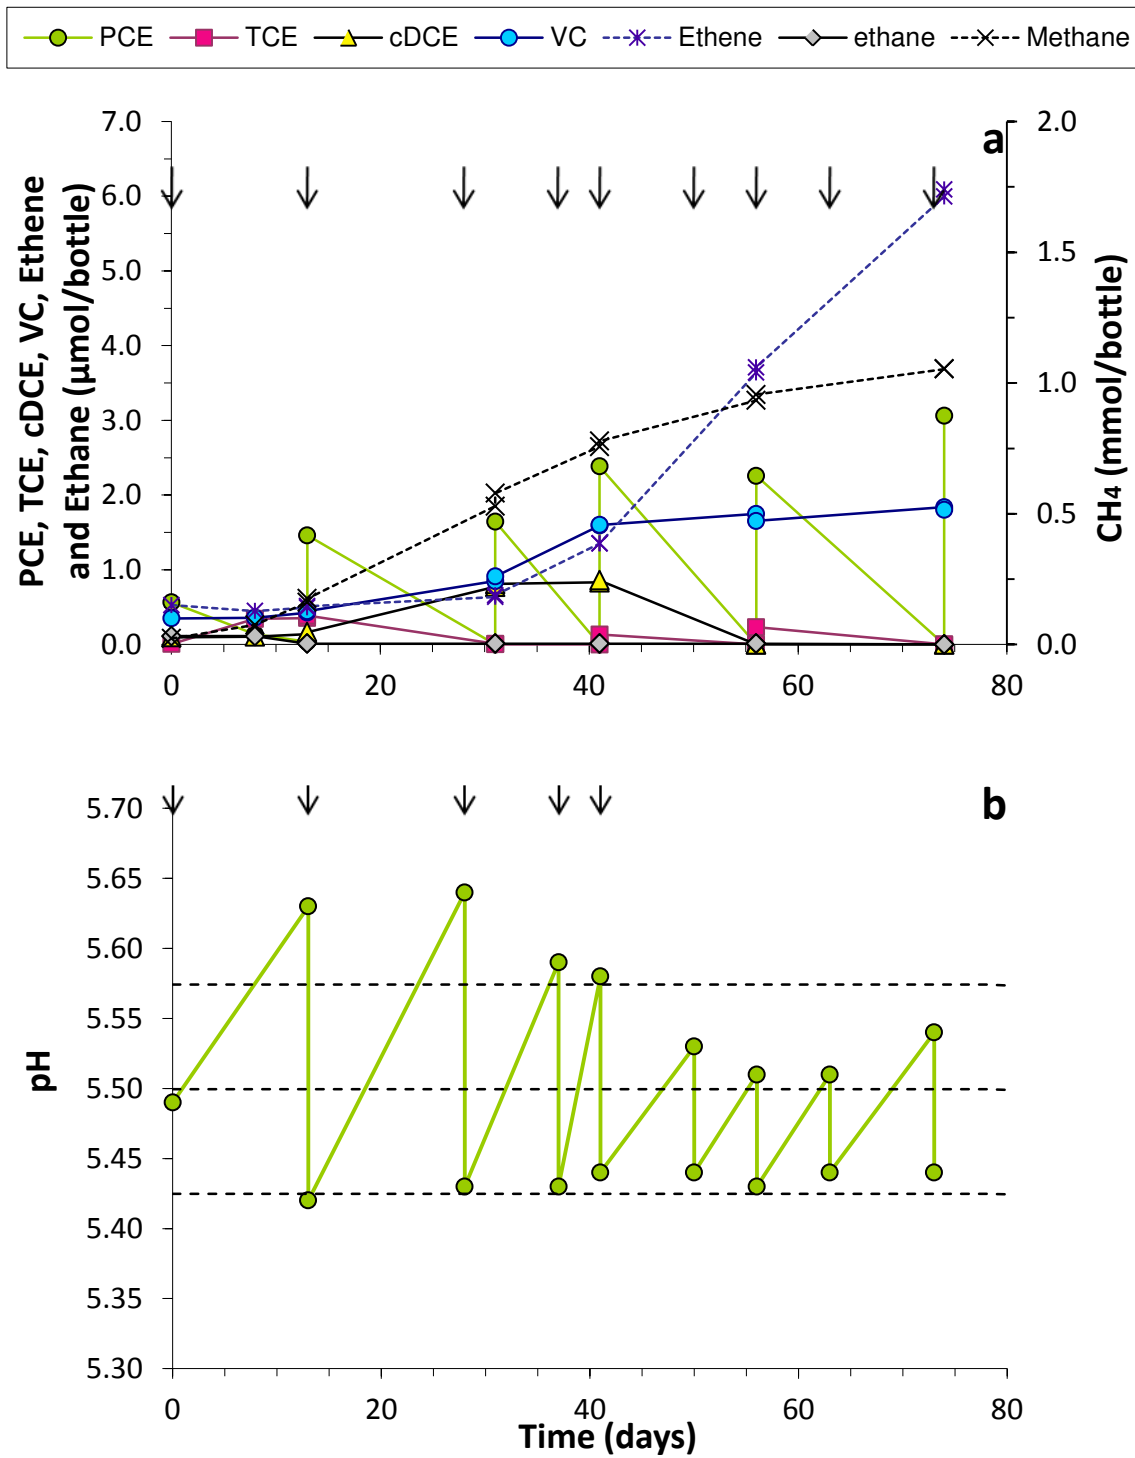 PCE TCE cDCE VC Ethene ethane Methane
a
PCE, TCE, cDCE, VC, Ethene
and Ethane (µmol/bottle)
7.0
6.0
5.0
4.0
3.0
2.0
1.0
0.0
2.0
1.5
1.0
0.5
0.0
CH₄ (mmol/bottle)
0 20 40 60 80
b
pH
5.70
5.65
5.60
5.55
5.50
5.45
5.40
5.35
5.30
0 20 40 60 80
Time (days)